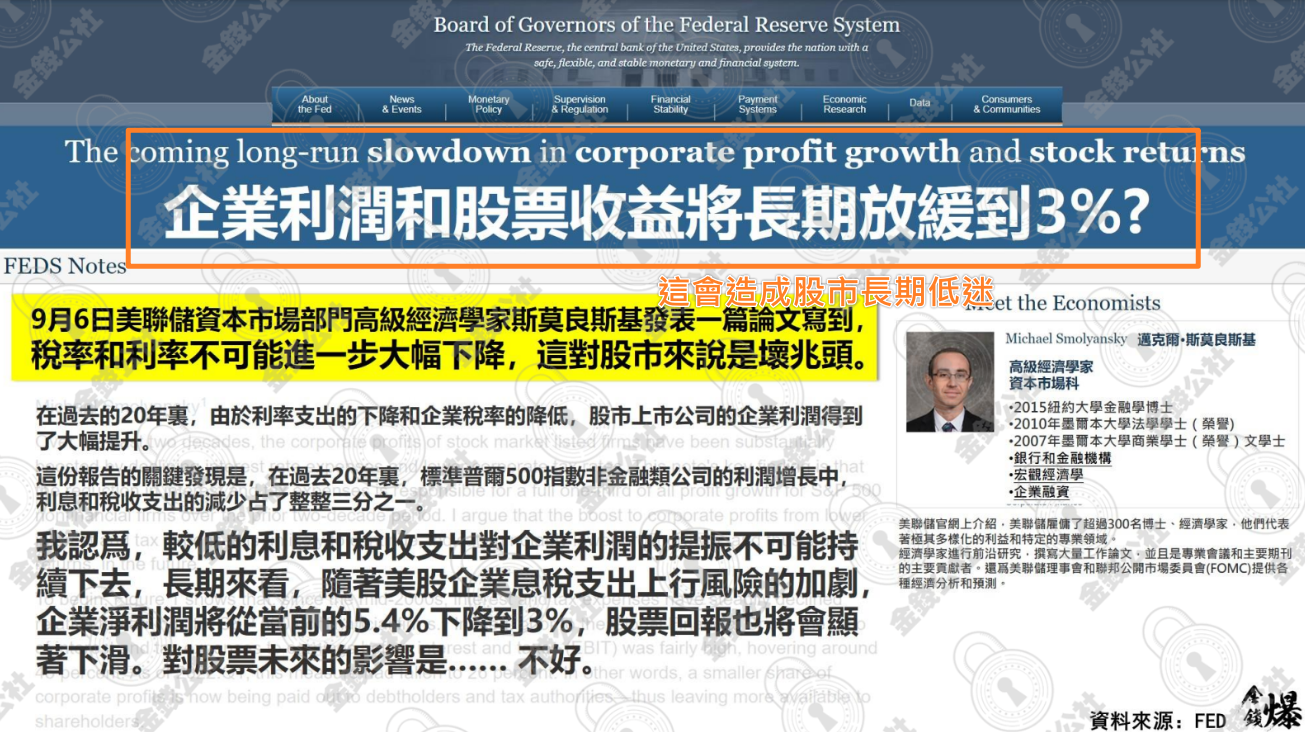 Board of Governors of the Federal Reserve System
The Federal Reserve, the central bank of the United States, provides the nation with a
safe, flexible, and stable monetary and financial system.
About the Fed
News & Events
Monetary Policy
Supervision & Regulation
Financial Stability
Payment Systems
Economic Research
Data
Consumers & Communities
The coming long-run slowdown in corporate profit growth and stock returns
企業利潤和股票收益將長期放緩到3%?
FEDS Notes
這會造成股市長期低迷
9月6日美聯儲資本市場部門高級經濟學家斯莫良斯基發表一篇論文寫到,
稅率和利率不可能進一步大幅下降，這對股市來說是壞兆頭。
在過去的20年裏，由於利率支出的下降和企業稅率的降低，股市上市公司的企業利潤得到
了大幅提升。
two decades, the corporate profits of stock market listed firms have been substantially
這份報告的關鍵發現是，在過去20年裏，標準普爾500指數非金融類公司的利潤增長中，
利息和稅收支出的減少占了整整三分之一。
我認爲，較低的利息和稅收支出對企業利潤的提振不可能持
續下去，長期來看，隨著美股企業息稅支出上行風險的加劇，
企業淨利潤將從當前的5.4%下降到3%，股票回報也將會顯
著下滑。對股票未來的影響是…… 不好。
corporate profits is now being paid out to debtholders and tax authorities—thus leaving more available to
shareholders
Meet the Economists
Michael Smolyansky 邁克爾·斯莫良斯基
高級經濟學家
資本市場科
•2015紐約大學金融學博士
•2010年墨爾本大學法學學士（榮譽)
•2007年墨爾本大學商業學士（榮譽）文學士
•銀行和金融機構
•宏觀經濟學
•企業融資
美聯儲官網上介紹，美聯儲雇傭了超過300名博士、經濟學家，他們代表
著極其多樣化的利益和特定的專業領域。
經濟學家進行前沿研究，撰寫大量工作論文，並且是專業會議和主要期刊
的主要貢獻者。還爲美聯儲理事會和聯邦公開市場委員會(FOMC)提供各
種經濟分析和預測。
資料來源：FED
金錢爆
金錢公社